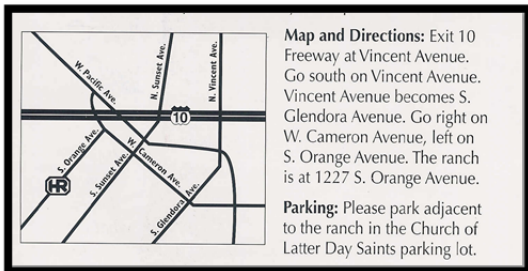 W. Pacific Ave.
N. Sunset Ave.
N. Vincent Ave.
10
S. Orange Ave.
W. Cameron Ave.
S. Sunset Ave.
HR
S. Glendora Ave.
Map and Directions: Exit 10
Freeway at Vincent Avenue.
Go south on Vincent Avenue.
Vincent Avenue becomes S.
Glendora Avenue. Go right on
W. Cameron Avenue, left on
S. Orange Avenue. The ranch
is at 1227 S. Orange Avenue.
Parking: Please park adjacent
to the ranch in the Church of
Latter Day Saints parking lot.